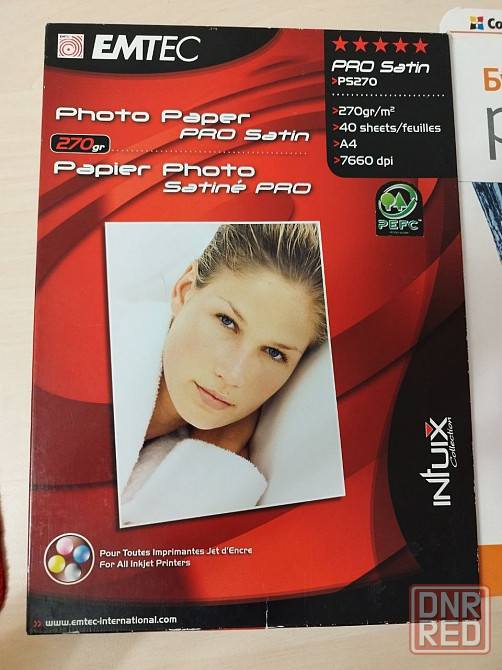 EMTEC
PRO Satin
>PS270
Photo Paper
PRO Satin
270gr
Papier Photo
Satiné PRO
>270gr/m²
>40 sheets/feuilles
>A4
>7660 dpi
PEFC™
INTUIX
Collection
Pour Toutes Imprimantes Jet d'Encre
For All Inkjet Printers
>> www.emtec-international.com
Co
Б
DNR
RED